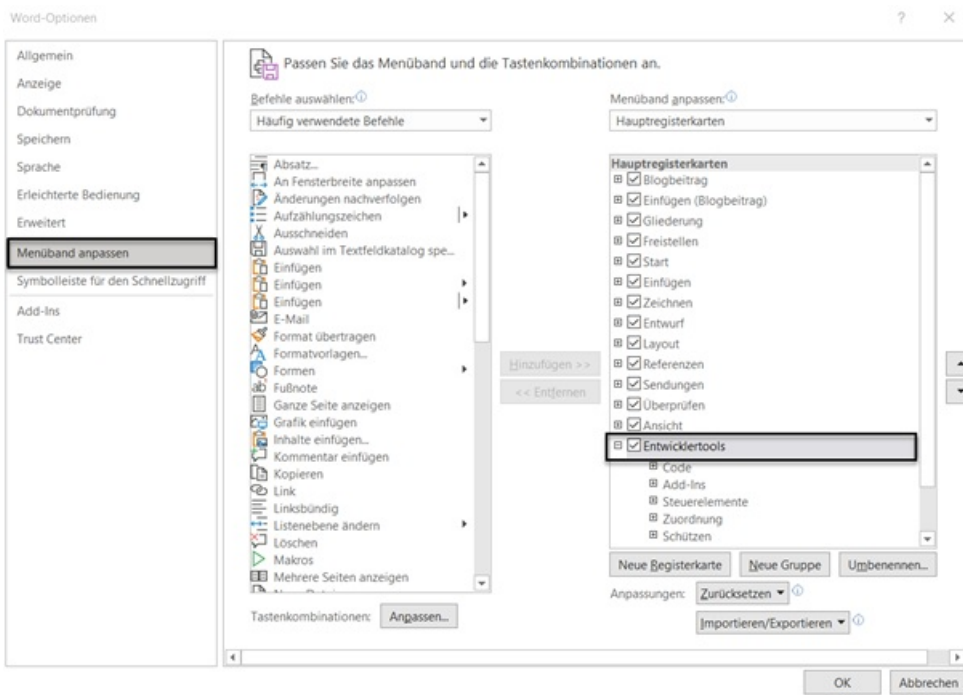 Word-Optionen
Allgemein
Anzeige
Dokumentprüfung
Speichern
Sprache
Erleichterte Bedienung
Erweitert
Menüband anpassen
Symbolleiste für den Schnellzugriff
Add-Ins
Trust Center
Passen Sie das Menüband und die Tastenkombinationen an.
Befehle auswählen:
Häufig verwendete Befehle
Absatz...
An Fensterbreite anpassen
Änderungen nachverfolgen
Aufzählungszeichen
Ausschneiden
Auswahl im Textfeldkatalog spe...
Einfügen
Einfügen
Einfügen
E-Mail
Format übertragen
Formatvorlagen...
Formen
Fußnote
Ganze Seite anzeigen
Grafik einfügen
Inhalte einfügen...
Kommentar einfügen
Kopieren
Link
Linksbündig
Listenebene ändern
Löschen
Makros
Mehrere Seiten anzeigen
Tastenkombinationen: Anpassen...
Hinzufügen >>
<< Entfernen
Menüband anpassen:
Hauptregisterkarten
Hauptregisterkarten
Blogbeitrag
Einfügen (Blogbeitrag)
Gliederung
Freistellen
Start
Einfügen
Zeichnen
Entwurf
Layout
Referenzen
Sendungen
Überprüfen
Ansicht
Entwicklertools
Code
Add-Ins
Steuerelemente
Zuordnung
Schützen
Neue Registerkarte Neue Gruppe Umbenennen...
Anpassungen: Zurücksetzen
Importieren/Exportieren
OK Abbrechen